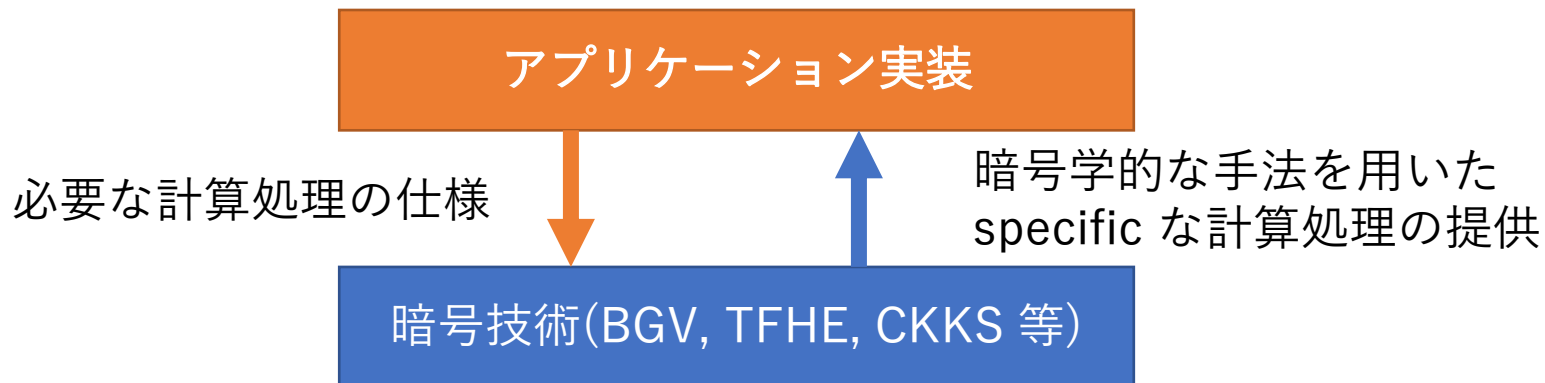 アプリケーション実装
必要な計算処理の仕様
暗号学的な手法を用いた
specific な計算処理の提供
暗号技術(BGV, TFHE, CKKS 等)